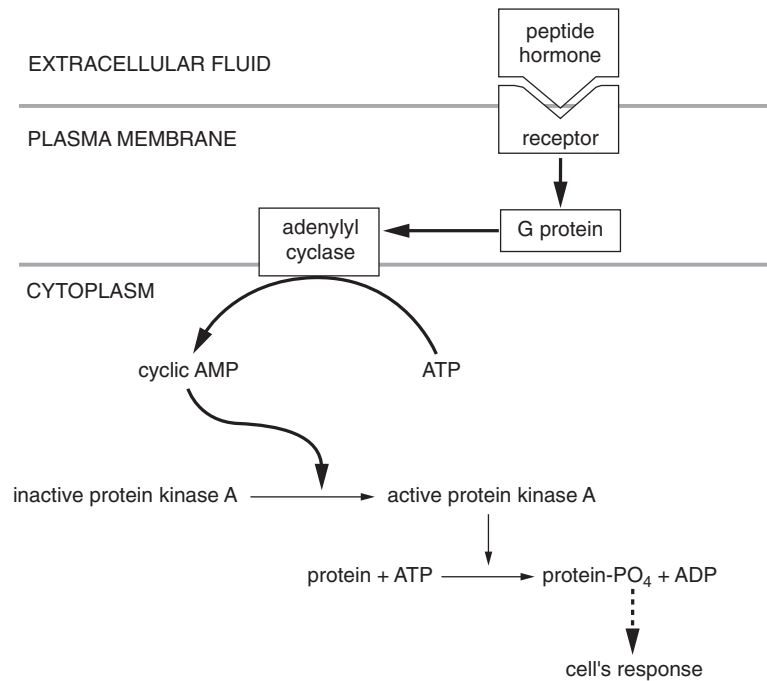 peptide
hormone
EXTRACELLULAR FLUID
PLASMA MEMBRANE
receptor
G protein
adenylyl
cyclase
CYTOPLASM
cyclic AMP
ATP
inactive protein kinase A
active protein kinase A
protein + ATP
protein-PO₄ + ADP
cell's response